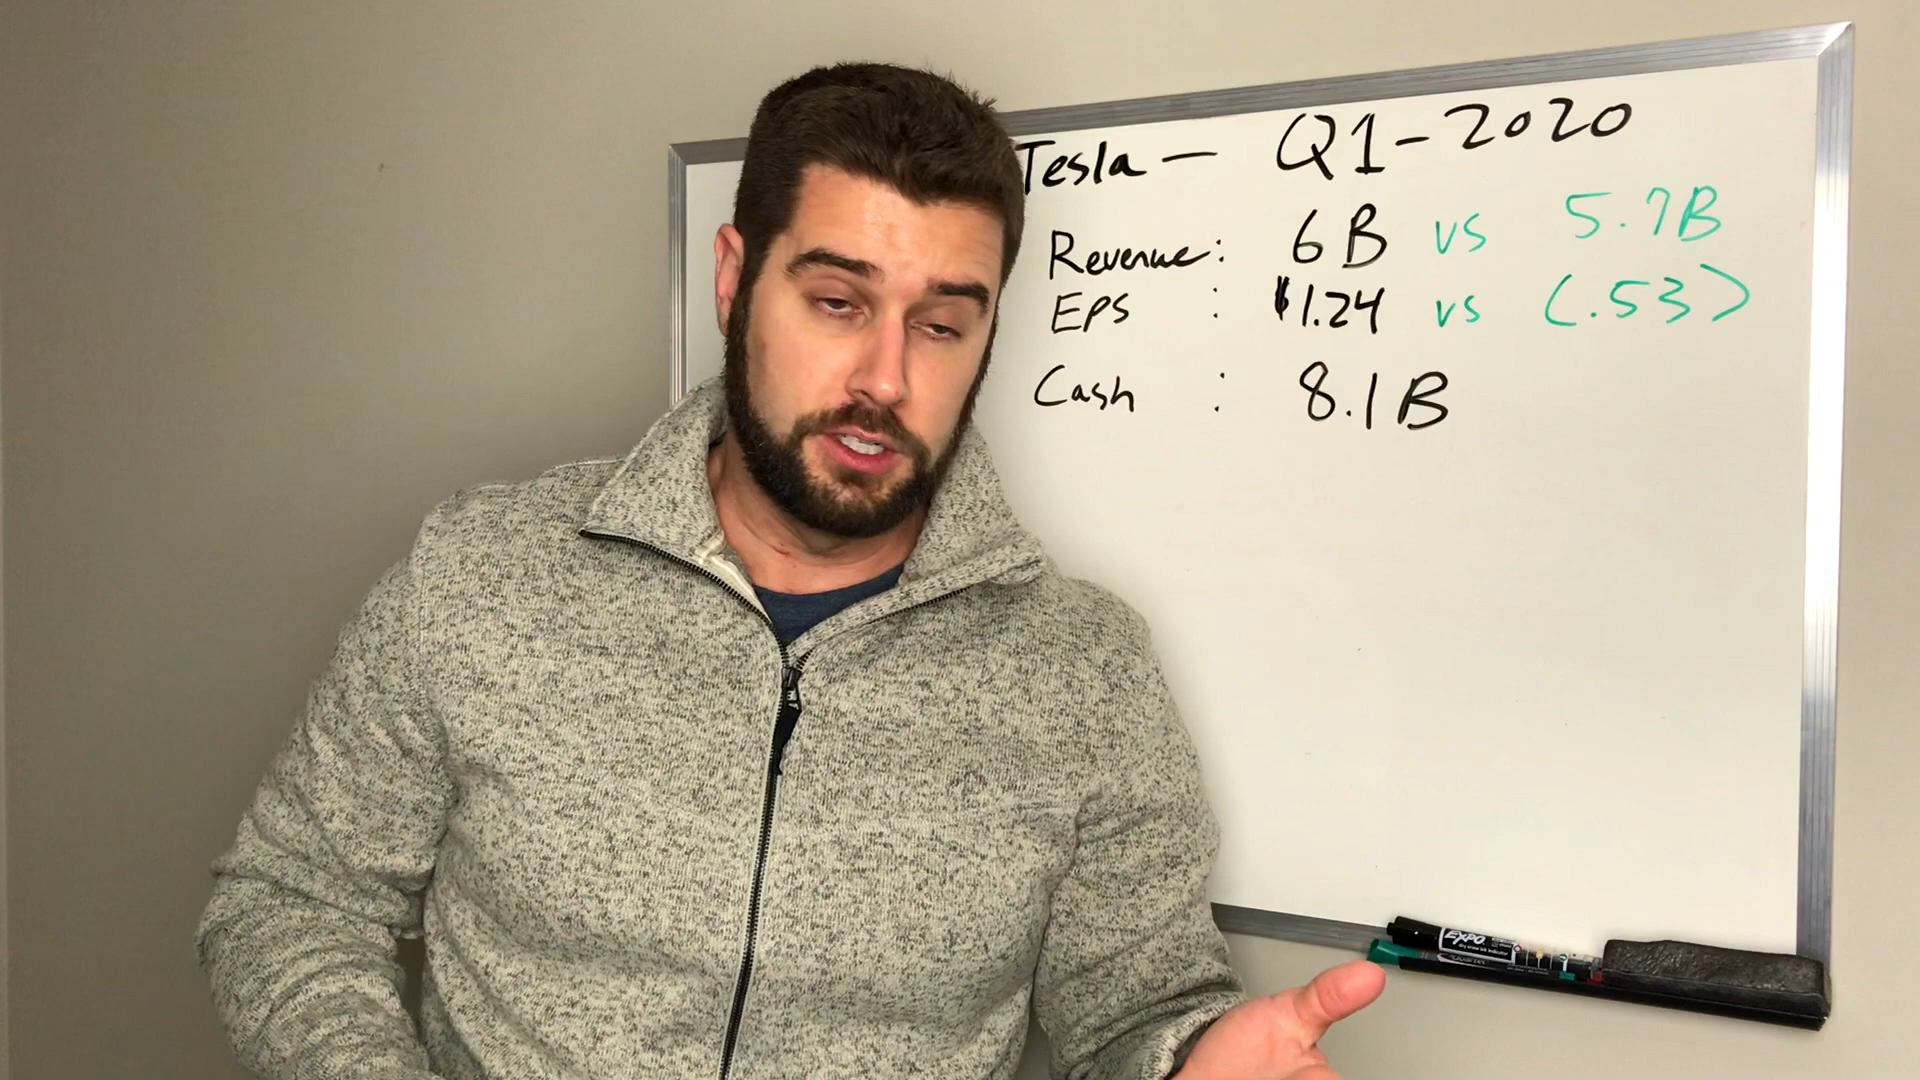 Tesla — Q1-2020
Revenue: 6B vs 5.7B
EPS : $1.24 vs (.53)
Cash : 8.1B
EXPO